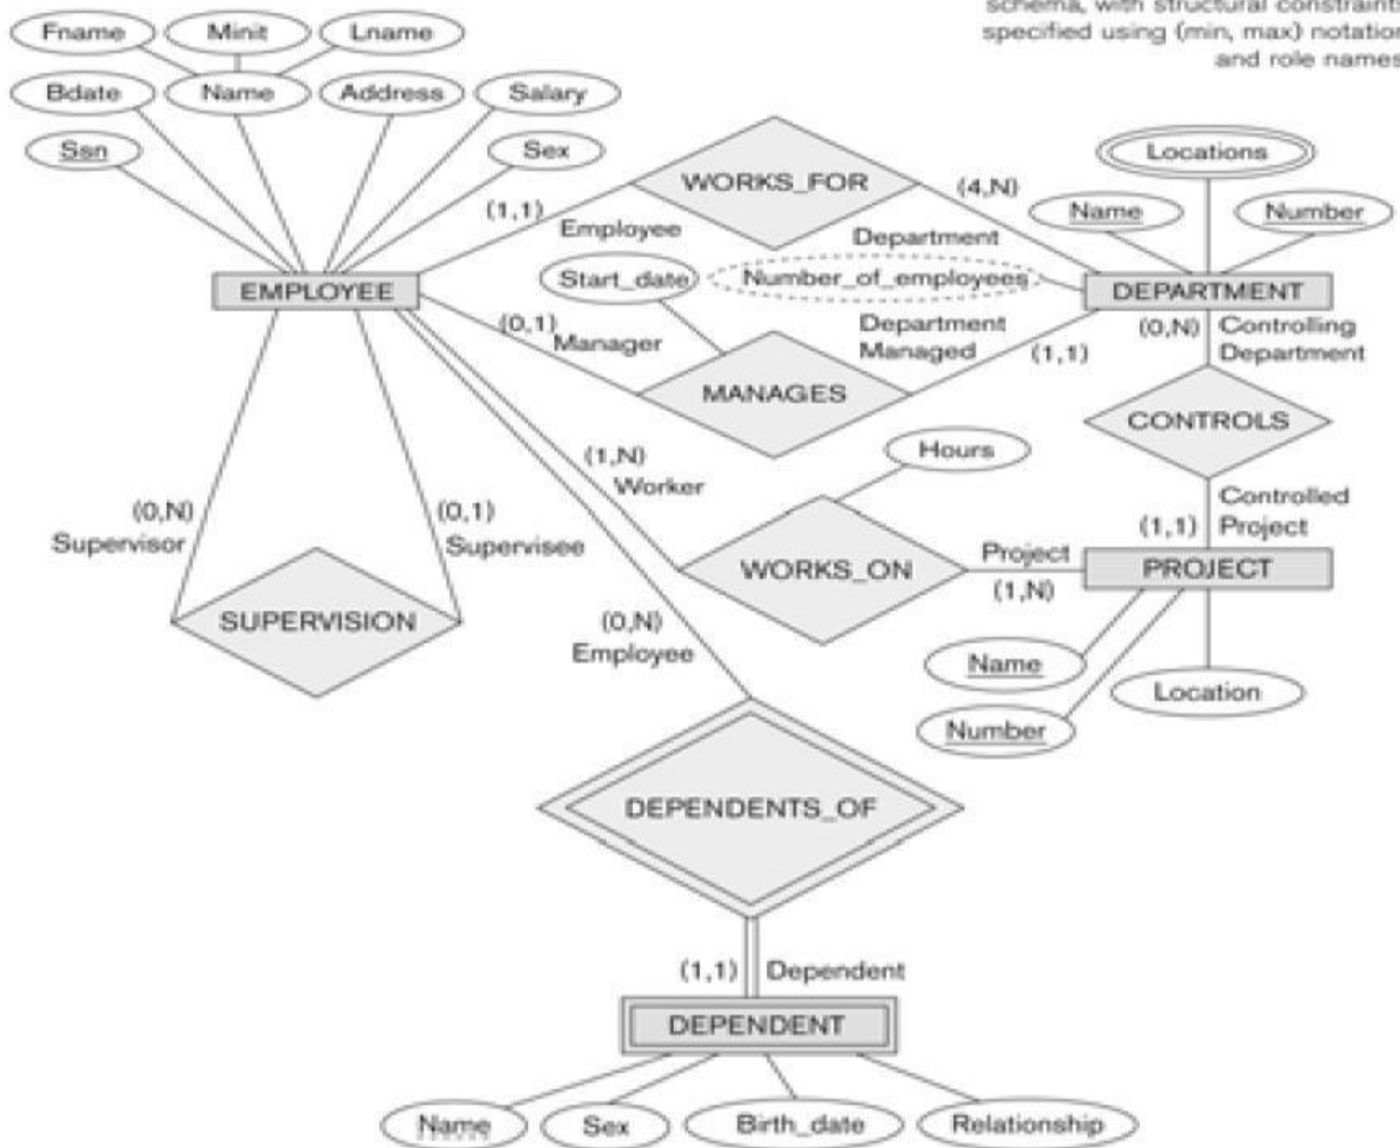 schema, with structural constraints
specified using (min, max) notation
and role names
Fname
Minit
Lname
Bdate
Name
Address
Salary
Ssn
Sex
WORKS_FOR
(1,1)
Employee
(4,N)
Department
Locations
Name
Number
Start_date
Number_of_employees
EMPLOYEE
DEPARTMENT
(0,1)
Manager
Department
Managed
(1,1)
(0,N)
Controlling
Department
MANAGES
CONTROLS
Hours
(1,N)
Worker
(0,N)
Supervisor
(0,1)
Supervisee
Controlled
Project
(1,1)
WORKS_ON
Project
(1,N)
PROJECT
SUPERVISION
(0,N)
Employee
Name
Location
Number
DEPENDENTS_OF
(1,1)
Dependent
DEPENDENT
Name
Sex
Birth_date
Relationship